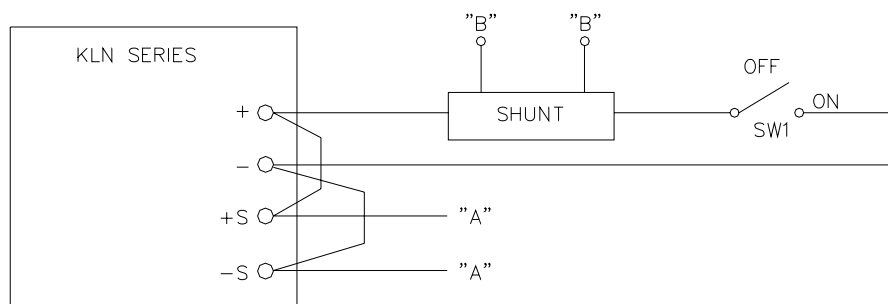 "B" "B"
KLN SERIES
OFF
+
SHUNT
ON
SW1
-
+S
"A"
-S
"A"